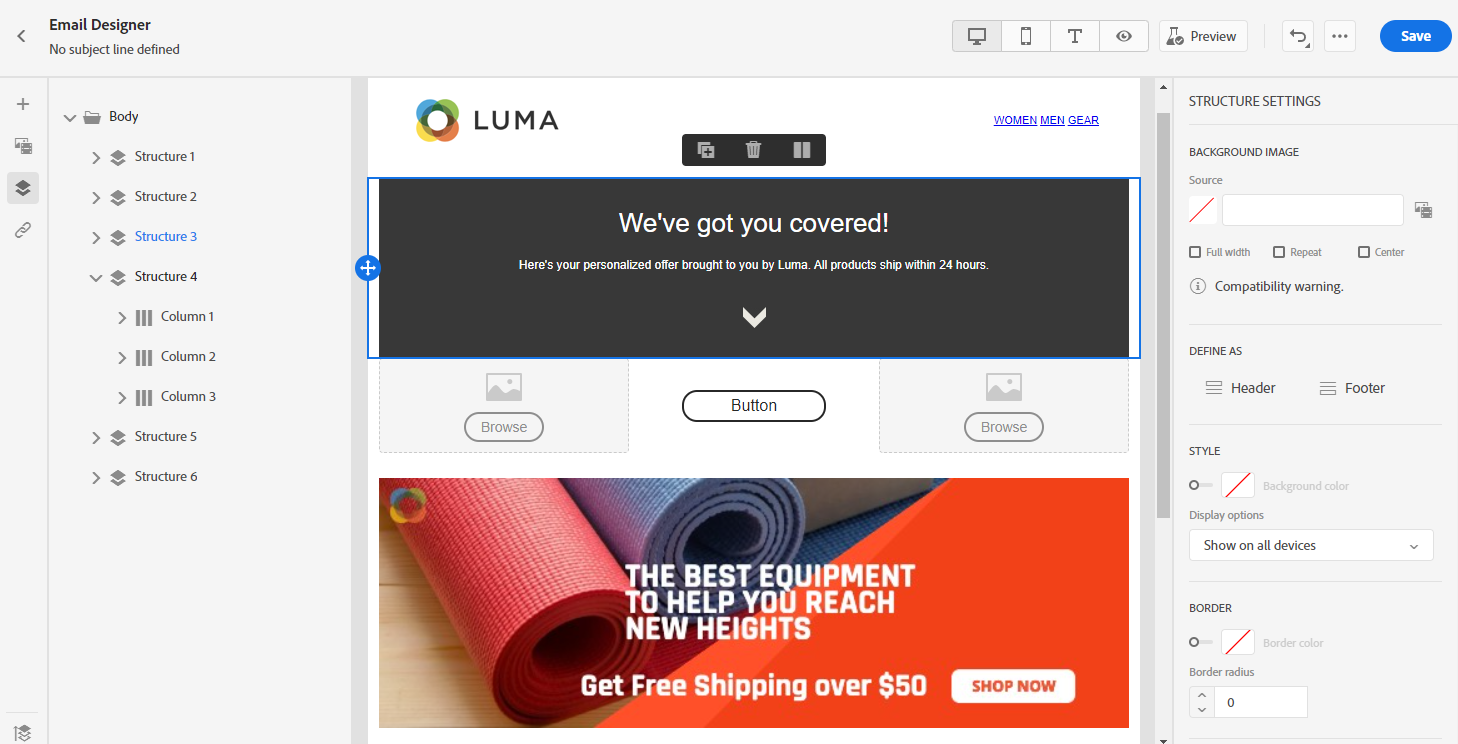 Email Designer
No subject line defined
Preview
Save
Body
Structure 1
Structure 2
Structure 3
Structure 4
Column 1
Column 2
Column 3
Structure 5
Structure 6
LUMA
WOMEN MEN GEAR
We've got you covered!
Here's your personalized offer brought to you by Luma. All products ship within 24 hours.
Browse
Button
Browse
THE BEST EQUIPMENT
TO HELP YOU REACH
NEW HEIGHTS
Get Free Shipping over $50
SHOP NOW
STRUCTURE SETTINGS
BACKGROUND IMAGE
Source
Full width
Repeat
Center
Compatibility warning.
DEFINE AS
Header
Footer
STYLE
Background color
Display options
Show on all devices
BORDER
Border color
Border radius
0